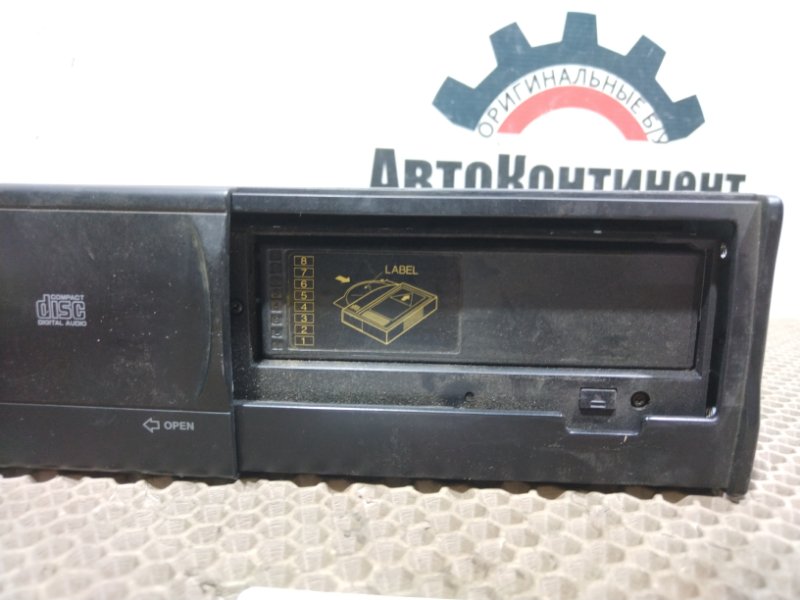 ОРИГИНАЛЬНЫЕ Б/У
АвтоКонтинент
8
7
6
5
4
3
2
1
LABEL
COMPACT
disc
DIGITAL AUDIO
OPEN